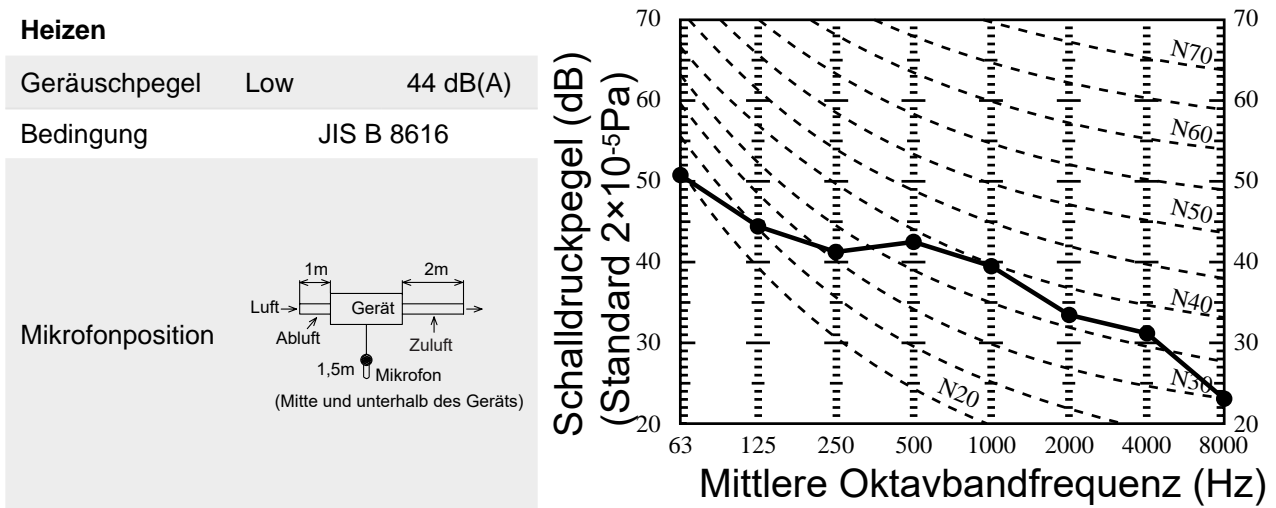 Heizen
Geräuschpegel Low 44 dB(A)
Bedingung JIS B 8616
Mikrofonposition
1m 2m
Luft Gerät
Abluft Zuluft
1,5m Mikrofon
(Mitte und unterhalb des Geräts)
Schalldruckpegel (dB)
(Standard 2×10-5Pa)
70 70
60 60
50 50
40 40
30 30
20 20
N70
N60
N50
N40
N30
N20
63 125 250 500 1000 2000 4000 8000
Mittlere Oktavbandfrequenz (Hz)